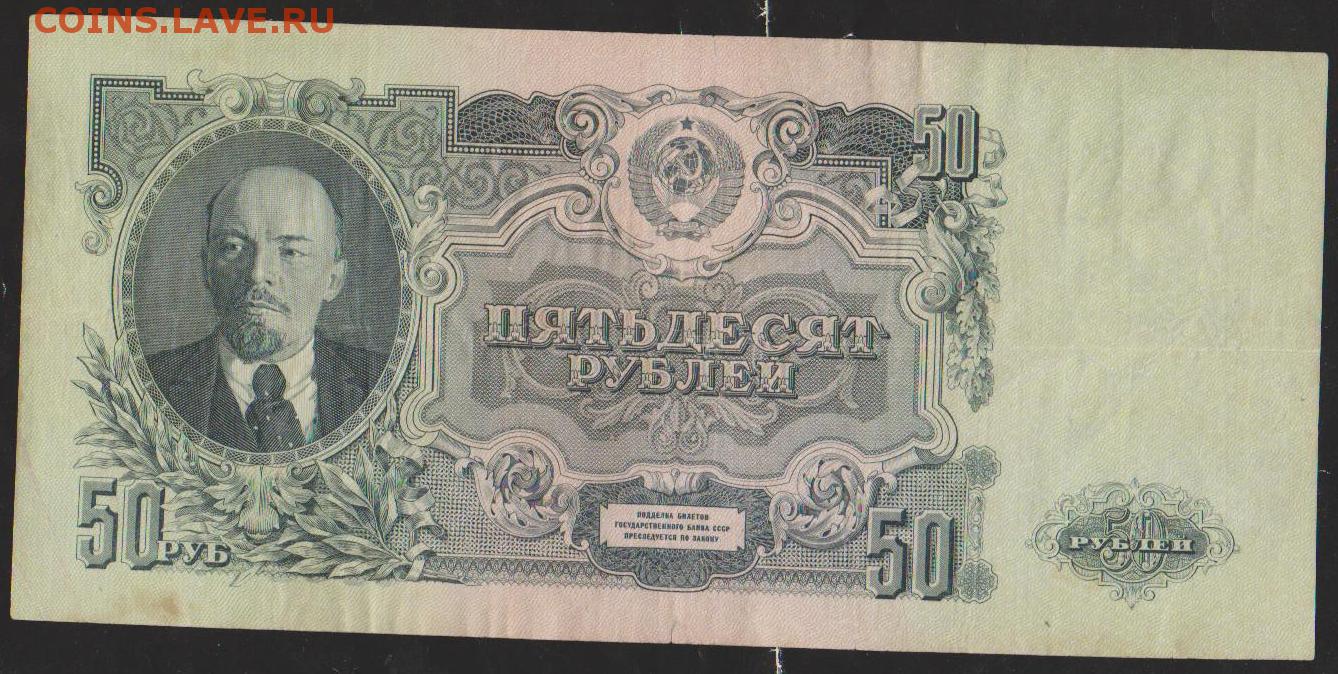 COINS.LAVE.RU
50
ПЯТЬДЕСЯТ
РУБЛЕЙ
50 РУБ
ПОДДЕЛКА БИЛЕТОВ
ГОСУДАРСТВЕННОГО БАНКА СССР
ПРЕСЛЕДУЕТСЯ ПО ЗАКОНУ
50
50
РУБЛЕЙ